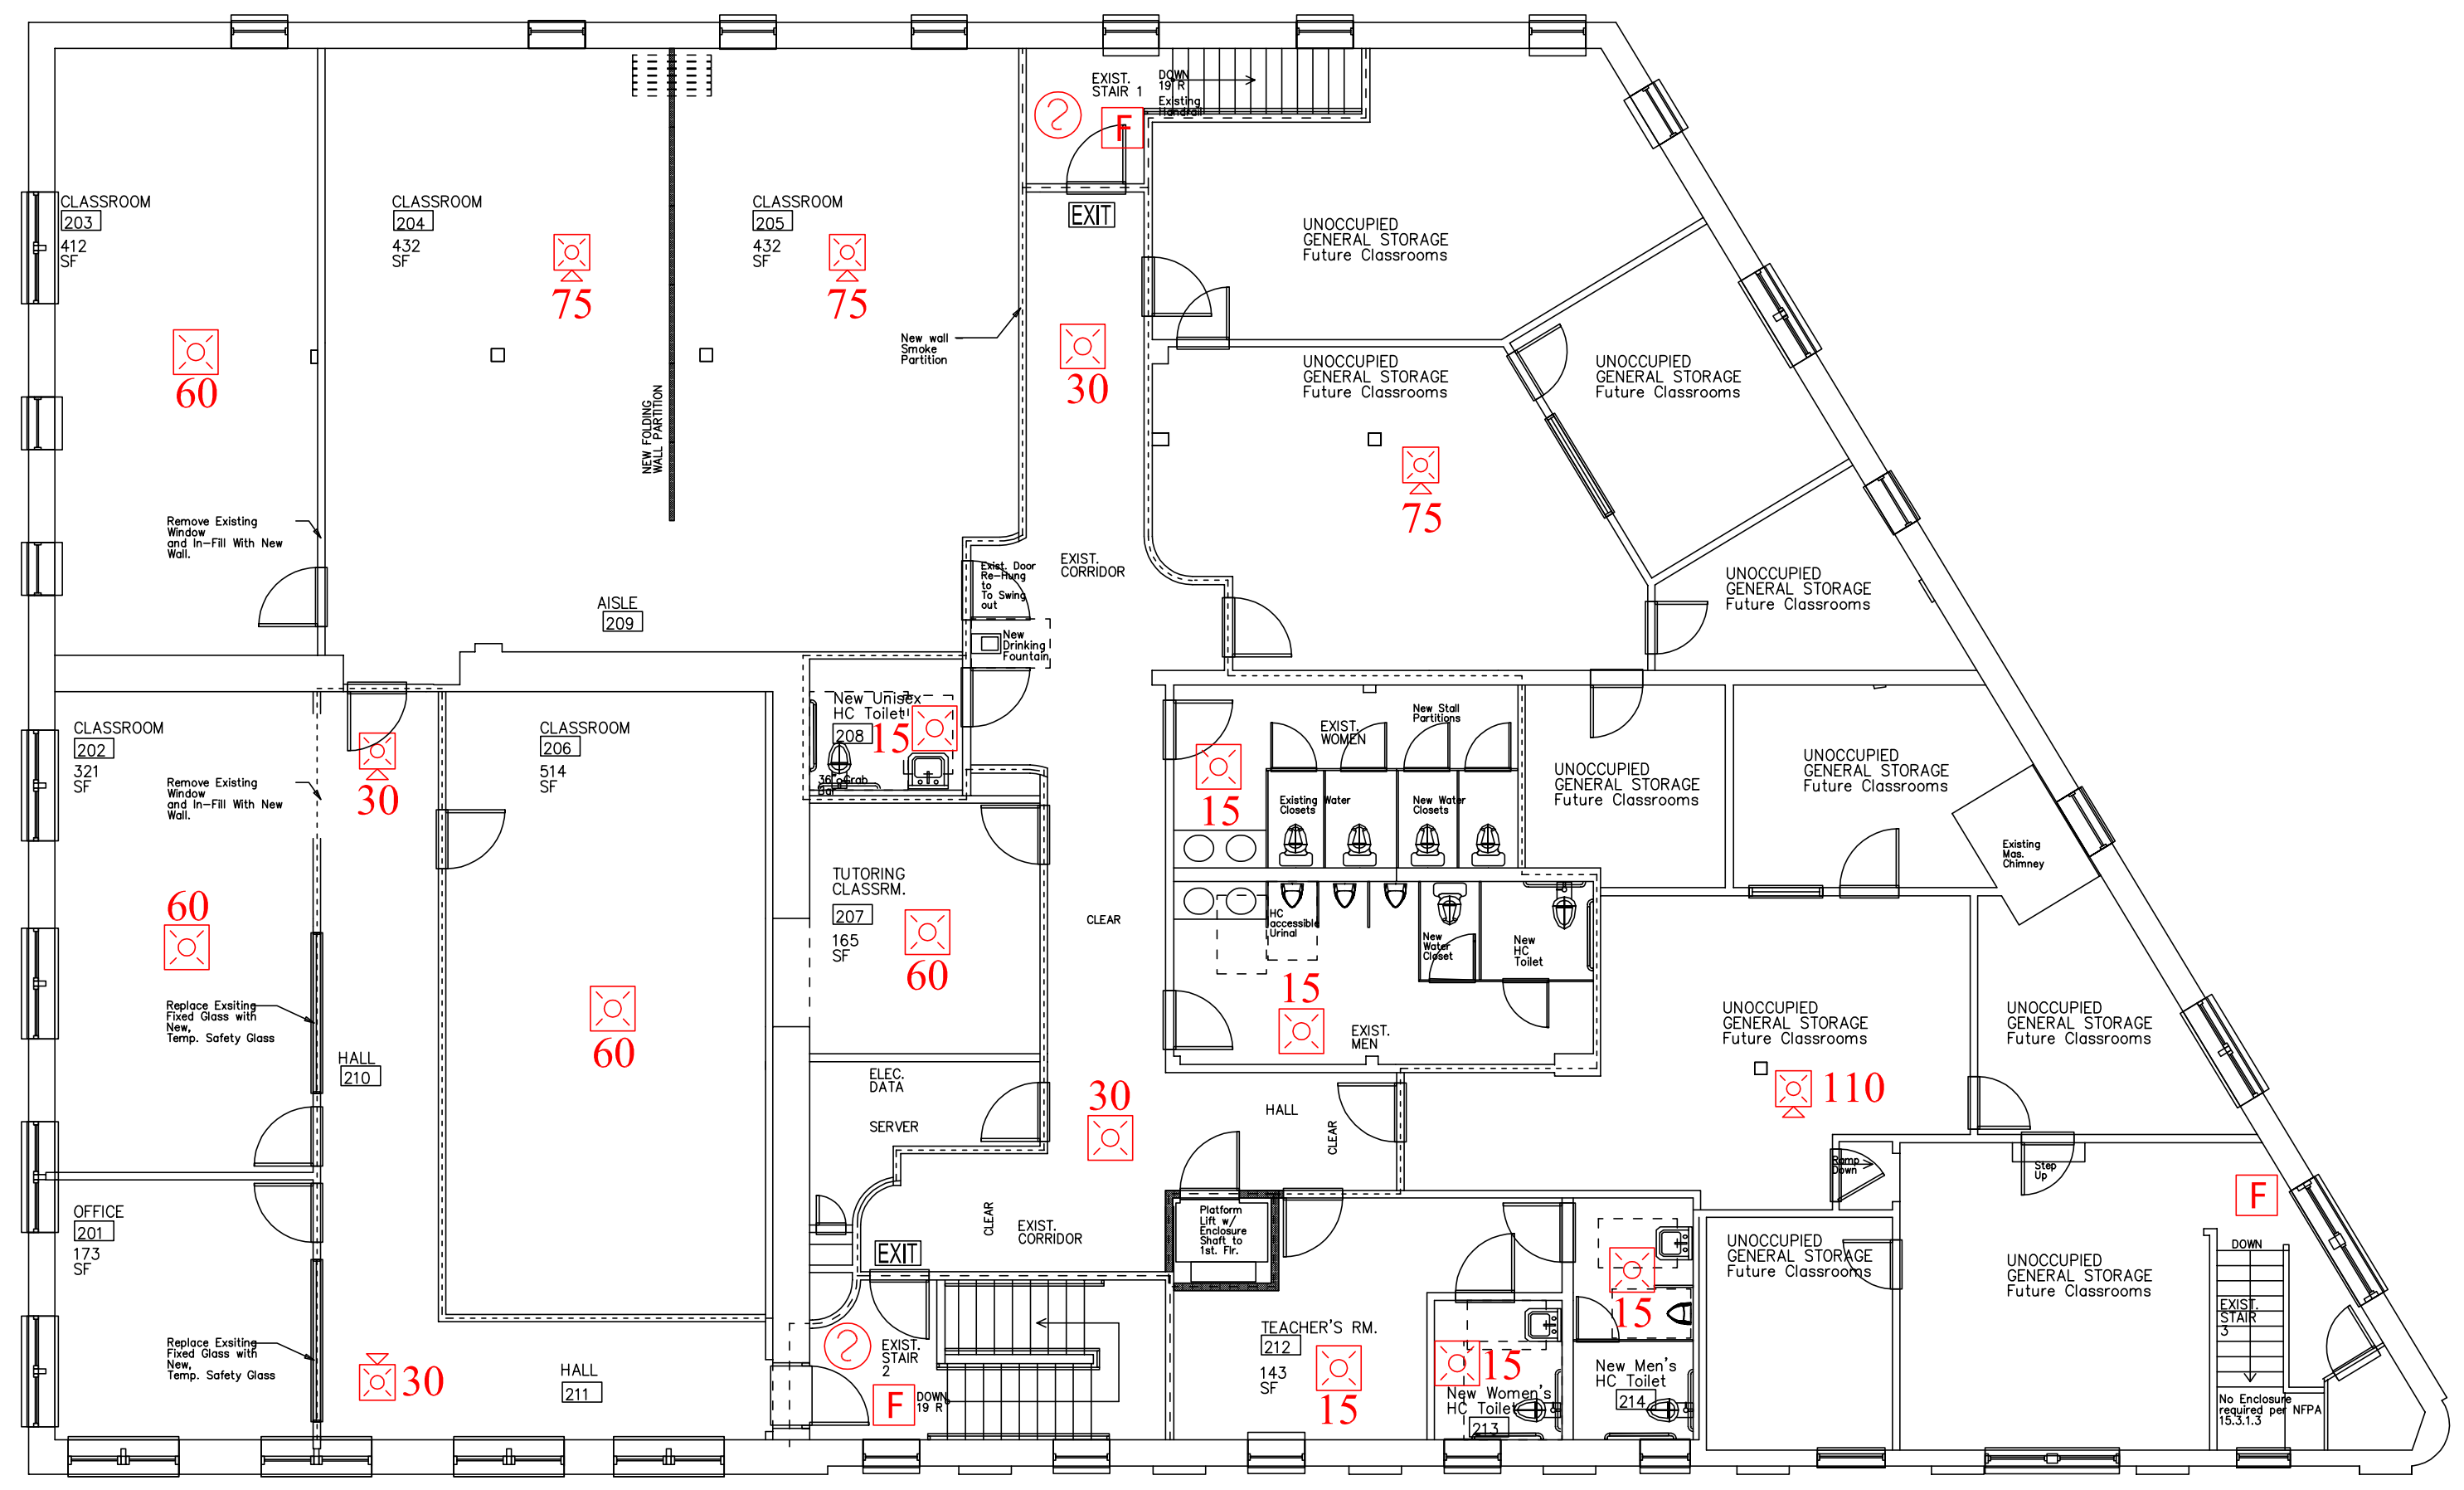 EXIST.
STAIR 1
DOWN
19 R
Existing
Handrail
F
EXIT
CLASSROOM
203
412
SF
60
CLASSROOM
204
432
SF
75
CLASSROOM
205
432
SF
75
NEW FOLDING
WALL PARTITION
New wall
Smoke
Partition
30
UNOCCUPIED
GENERAL STORAGE
Future Classrooms
UNOCCUPIED
GENERAL STORAGE
Future Classrooms
75
UNOCCUPIED
GENERAL STORAGE
Future Classrooms
UNOCCUPIED
GENERAL STORAGE
Future Classrooms
Remove Existing
Window
and In-Fill With New
Wall.
AISLE
209
Exist. Door
Re-Hung
to
To Swing
out
EXIST.
CORRIDOR
New
Drinking
Fountain
CLASSROOM
202
321
SF
Remove Existing
Window
and In-Fill With New
Wall.
30
CLASSROOM
206
514
SF
New Unisex
HC Toilet
208
15
36" Grab
Bar
EXIST.
WOMEN
New Stall
Partitions
15
Existing Water
Closets
New Water
Closets
UNOCCUPIED
GENERAL STORAGE
Future Classrooms
UNOCCUPIED
GENERAL STORAGE
Future Classrooms
Existing
Mas.
Chimney
60
TUTORING
CLASSRM.
207
165
SF
60
CLEAR
HC
accessible
Urinal
New
Water
Closet
New
HC
Toilet
15
EXIST.
MEN
Replace Exsiting
Fixed Glass with
New,
Temp. Safety Glass
60
HALL
210
ELEC.
DATA
SERVER
30
HALL
CLEAR
UNOCCUPIED
GENERAL STORAGE
Future Classrooms
110
UNOCCUPIED
GENERAL STORAGE
Future Classrooms
Ramp
Down
Step
Up
F
OFFICE
201
173
SF
CLEAR
EXIST.
CORRIDOR
EXIT
Platform
Lift w/
Enclosure
Shaft to
1st. Flr.
UNOCCUPIED
GENERAL STORAGE
Future Classrooms
UNOCCUPIED
GENERAL STORAGE
Future Classrooms
DOWN
EXIST.
STAIR
3
No Enclosure
required per NFPA
15.3.1.3
Replace Exsiting
Fixed Glass with
New,
Temp. Safety Glass
30
HALL
211
EXIST.
STAIR
2
F
DOWN
19 R
TEACHER'S RM.
212
143
SF
15
15
New Women's
HC Toilet
213
15
New Men's
HC Toilet
214